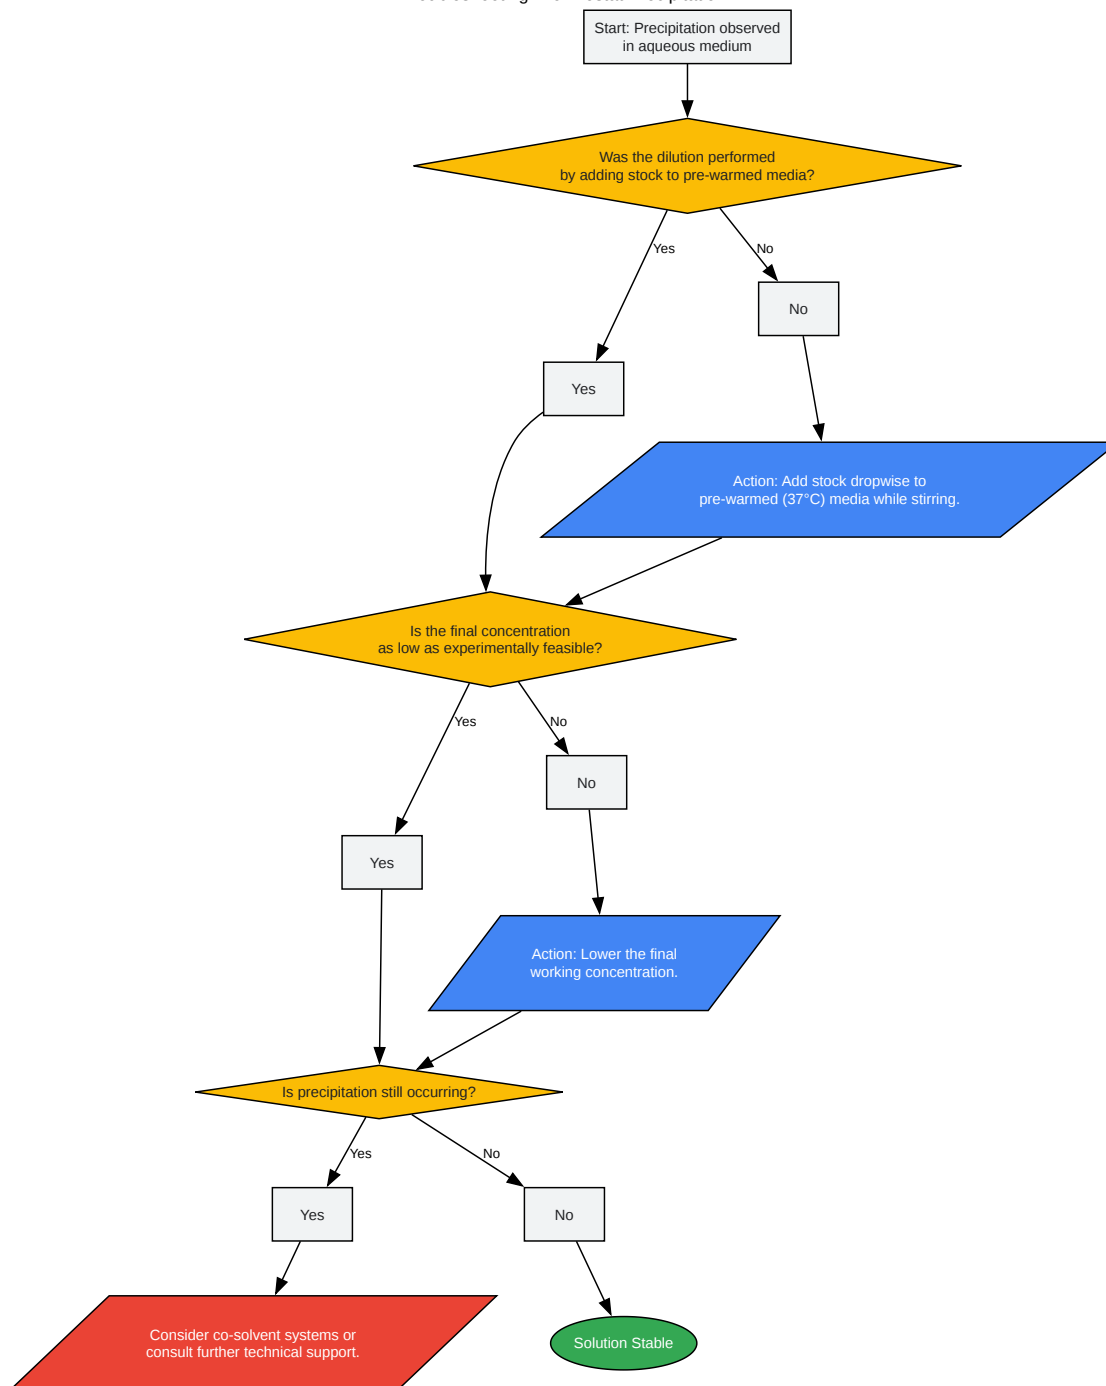 Start: Precipitation observed
in aqueous medium
Was the dilution performed
by adding stock to pre-warmed media?
Yes
No
No
Yes
Action: Add stock dropwise to
pre-warmed (37°C) media while stirring.
Is the final concentration
as low as experimentally feasible?
Yes
No
No
Yes
Action: Lower the final
working concentration.
Is precipitation still occurring?
Yes
No
Yes
No
Consider co-solvent systems or
consult further technical support.
Solution Stable